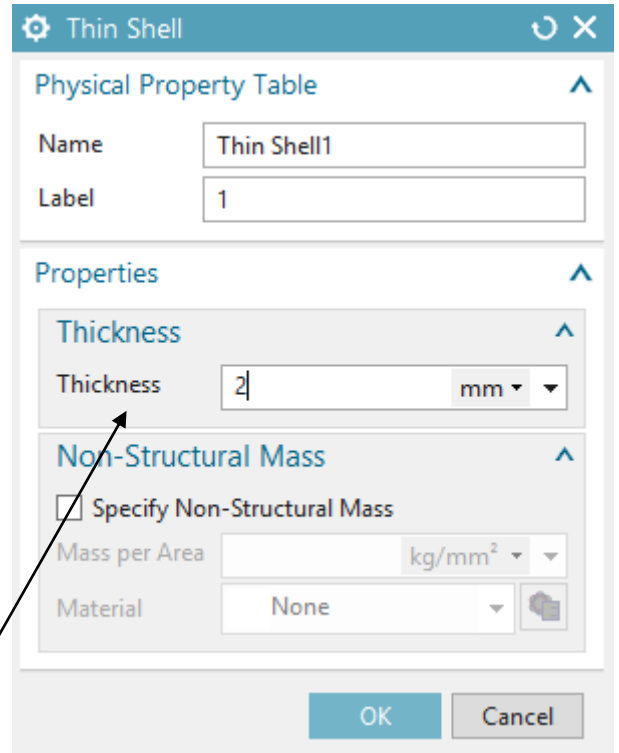 Thin Shell
Physical Property Table
Name Thin Shell1
Label 1
Properties
Thickness
Thickness 2 mm
Non-Structural Mass
Specify Non-Structural Mass
Mass per Area kg/mm²
Material None
OK Cancel